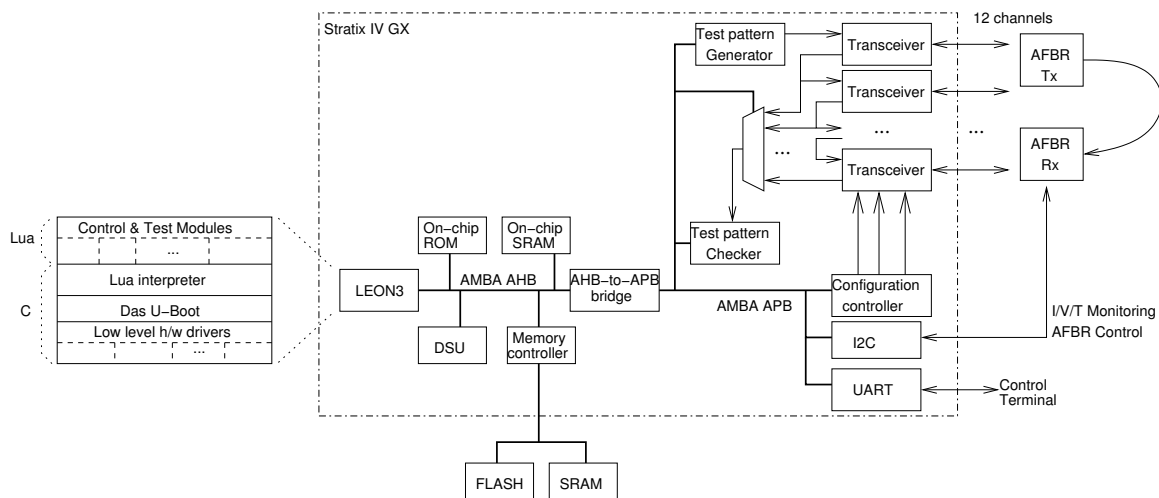 Stratix IV GX
12 channels
Test pattern
Generator
Transceiver
AFBR
Tx
Transceiver
...
...
...
AFBR
Rx
Transceiver
Lua
Control & Test Modules
...
C
Lua interpreter
Das U-Boot
Low level h/w drivers
...
On-chip
ROM
On-chip
SRAM
Test pattern
Checker
LEON3
AMBA AHB
AHB-to-APB
bridge
AMBA APB
Configuration
controller
I/V/T Monitoring
AFBR Control
DSU
Memory
controller
I2C
UART
Control
Terminal
FLASH
SRAM